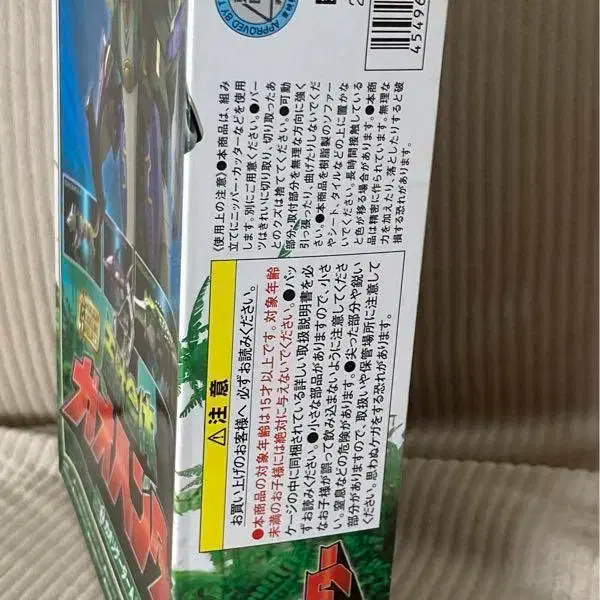 APPROVED BY T
45496
〈使用上の注意〉●本商品は、組み
立てにニッパー・カッターなどを使用
します。別にご用意ください。●パー
ツはきれいに切り取り、切り取ったあ
とのクズは捨ててください。●可動
部分、取付部分を無理な方向に強く
引っ張ったり、曲げたりしないでくだ
さい。●本商品を樹脂製のソファー
やシート、タイルなどの上に置かな
いでください。長時間接触している
と色が移る場合があります。●本商
品は精密に作られています。無理な
力を加えたり、落としたりすると破
損する恐れがあります。
⚠注意
お買い上げのお客様へ 必ずお読みください。
●本商品の対象年齢は15才以上です。対象年齢
未満のお子様には絶対に与えないでください。●パッ
ケージの中に同梱されている詳しい取扱説明書を必
ずお読みください。●小さな部品がありますので、小さ
なお子様が誤って飲み込まないように注意してください。
窒息などの危険があります。●尖った部分や鋭い
部分がありますので、取扱いや保管場所に注意して
ください。思わぬケガをする恐れがあります。